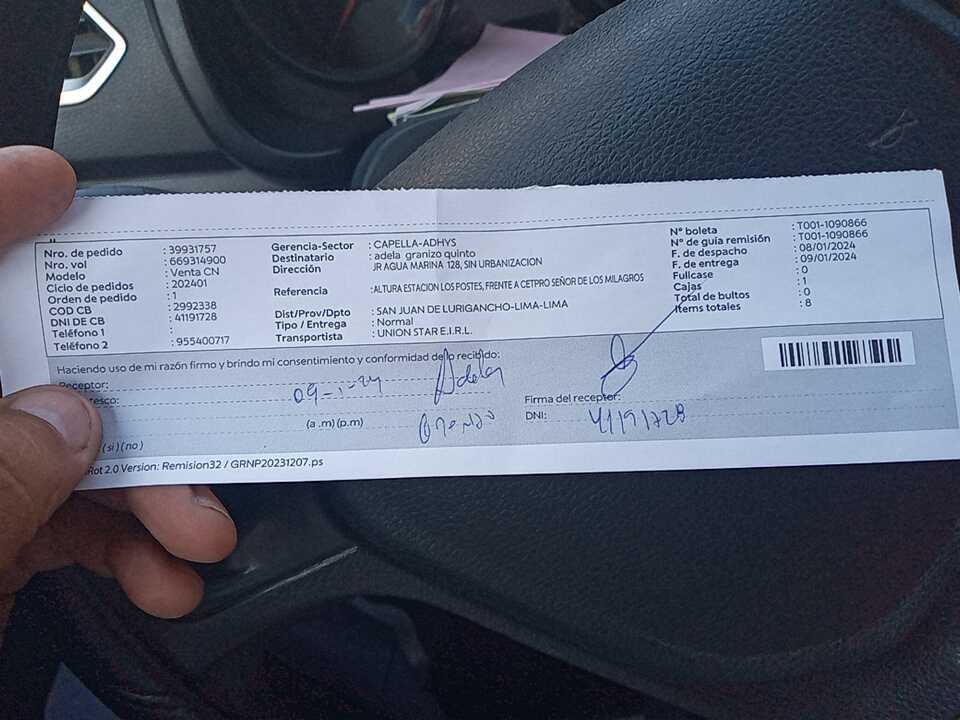 Nro. de pedido : 39931757
Nro. vol : 669314900
Modelo : Venta CN
Ciclo de pedidos : 202401
Orden de pedido : 1
COD CB : 2992338
DNI DE CB : 41191728
Teléfono 1 :
Teléfono 2 : 955400717
Gerencia-Sector : CAPELLA-ADHYS
Destinatario : adela granizo quinto
Dirección JR AGUA MARINA 128, SIN URBANIZACION
Referencia : ALTURA ESTACION LOS POSTES, FRENTE A CETPRO SEÑOR DE LOS MILAGROS
Dist/Prov/Dpto : SAN JUAN DE LURIGANCHO-LIMA-LIMA
Tipo / Entrega : Normal
Transportista : UNION STAR E.I.R.L.
N° boleta : T001-1090866
N° de guía remisión : T001-1090866
F. de despacho : 08/01/2024
F. de entrega : 09/01/2024
Fullcase : 0
Cajas : 1
Total de bultos : 0
Items totales : 8
Haciendo uso de mi razón firmo y brindo mi consentimiento y conformidad de lo recibido:
Receptor:
tesco:
09-1-24 Adela
(a .m) (p.m)
Firma del receptor:
DNI: 41191728
( si ) ( no )
Rot 2.0 Version: Remision32 / GRNP20231207.ps